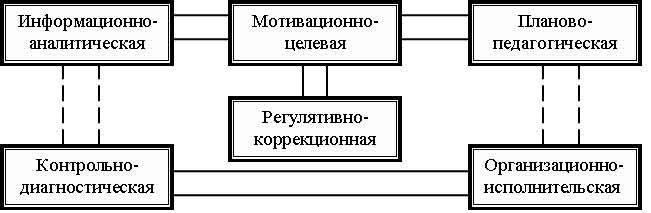 Информационно-
аналитическая
Мотивационно-
целевая
Планово-
педагогическая
Регулятивно-
коррекционная
Контрольно-
диагностическая
Организационно-
исполнительская